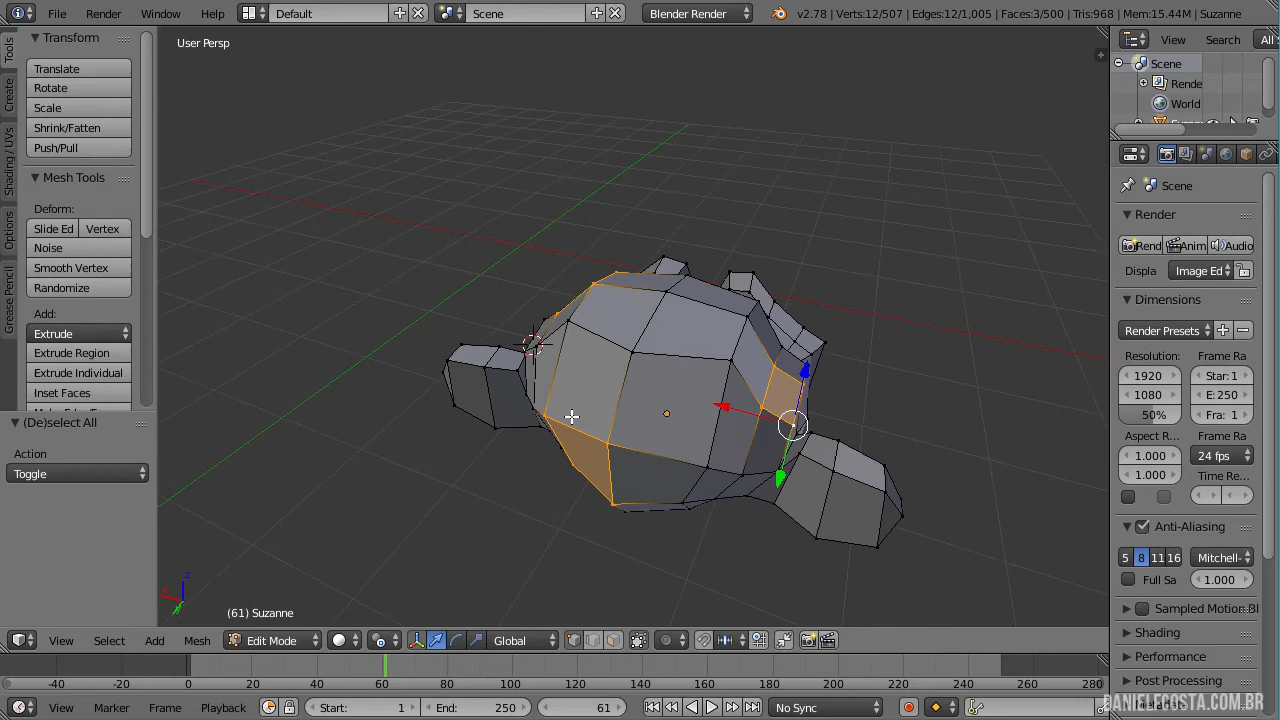 File Render Window Help Default Scene Blender Render v2.78 | Verts:12/507 | Edges:12/1,005 | Faces:3/500 | Tris:968 | Mem:15.44M | Suzanne
Tools
Create
Shading / UVs
Options
Grease Pencil
Transform
Translate
Rotate
Scale
Shrink/Fatten
Push/Pull
Mesh Tools
Deform:
Slide Ed Vertex
Noise
Smooth Vertex
Randomize
Add:
Extrude
Extrude Region
Extrude Individual
Inset Faces
(De)select All
Action
Toggle
User Persp
(61) Suzanne
View Select Add Mesh Edit Mode Global
-40 -20 0 20 40 60 80 100 120 140 160 180 200 220 240 260 280
View Marker Frame Playback Start: 1 End: 250 61 No Sync
View Search All
Scene
Rende
World
Scene
Render
Rend Anim Audio
Displa Image Ed
Dimensions
Render Presets
Resolution: Frame Ra
1920 Star: 1
1080 E: 250
50% Fra: 1
Aspect R... Frame Ra
1.000 24 fps
1.000 Time Re...
Anti-Aliasing
5 8 11 16 Mitchell-
Full Sa 1.000
Sampled Motion Bl
Shading
Performance
Post Processing
DANIELECOSTA.COM.BR